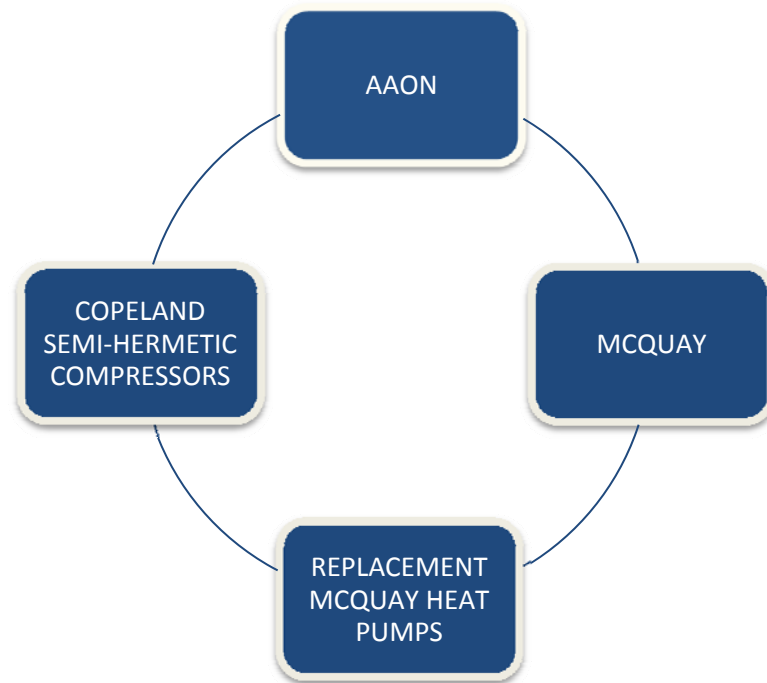 AAON
COPELAND
SEMI-HERMETIC
COMPRESSORS
MCQUAY
REPLACEMENT
MCQUAY HEAT
PUMPS